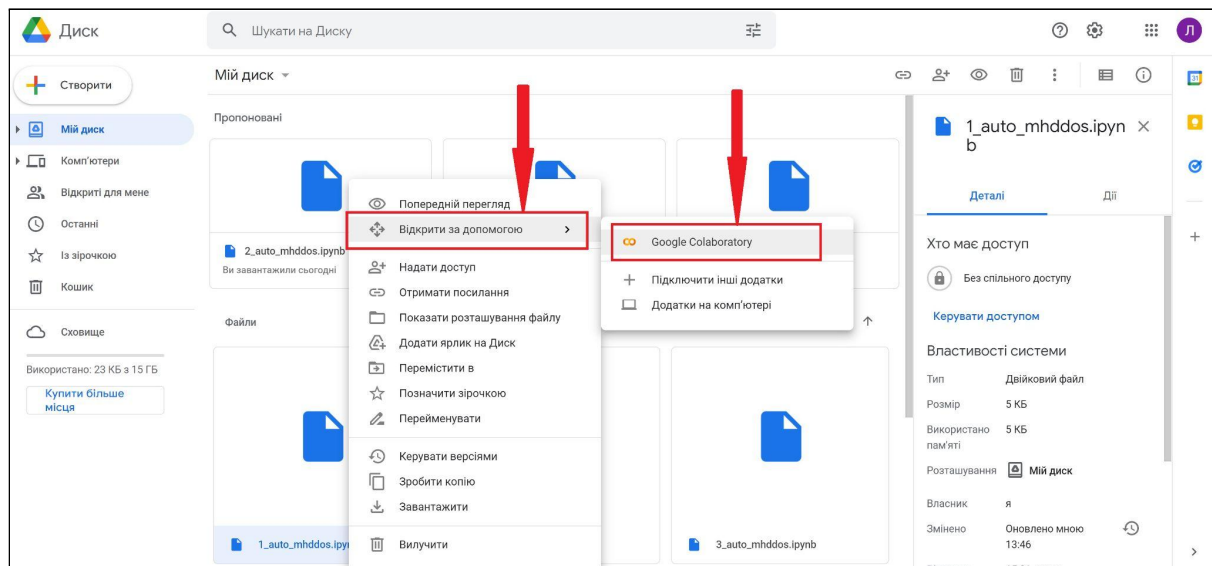 Диск
Шукати на Диску
Л
Створити
Мій диск
Мій диск
Комп'ютери
Відкриті для мене
Останні
Із зірочкою
Кошик
Сховище
Використано: 23 КБ з 15 ГБ
Купити більше
місця
Пропоновані
2_auto_mhddos.ipynb
Ви завантажили сьогодні
Файли
1_auto_mhddos.ipy
3_auto_mhddos.ipynb
Попередній перегляд
Відкрити за допомогою
Надати доступ
Отримати посилання
Показати розташування файлу
Додати ярлик на Диск
Перемістити в
Позначити зірочкою
Перейменувати
Керувати версіями
Зробити копію
Завантажити
Вилучити
Google Colaboratory
Підключити інші додатки
Додатки на комп'ютері
1_auto_mhddos.ipyn
b
Деталі
Дії
Хто має доступ
Без спільного доступу
Керувати доступом
Властивості системи
Тип Двійковий файл
Розмір 5 КБ
Використано 5 КБ
пам'яті
Розташування Мій диск
Власник я
Змінено Оновлено мною
13:46
31